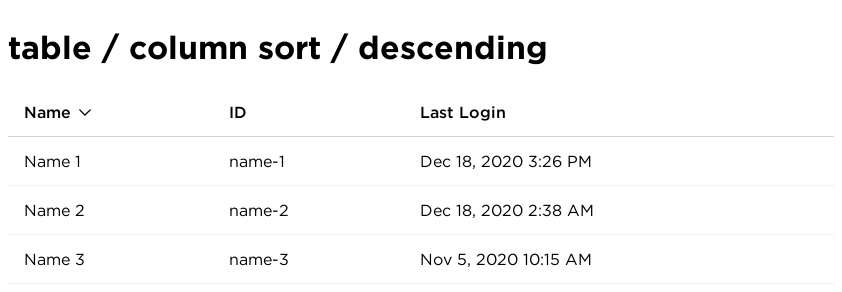 table / column sort / descending
Name ID Last Login
Name 1 name-1 Dec 18, 2020 3:26 PM
Name 2 name-2 Dec 18, 2020 2:38 AM
Name 3 name-3 Nov 5, 2020 10:15 AM